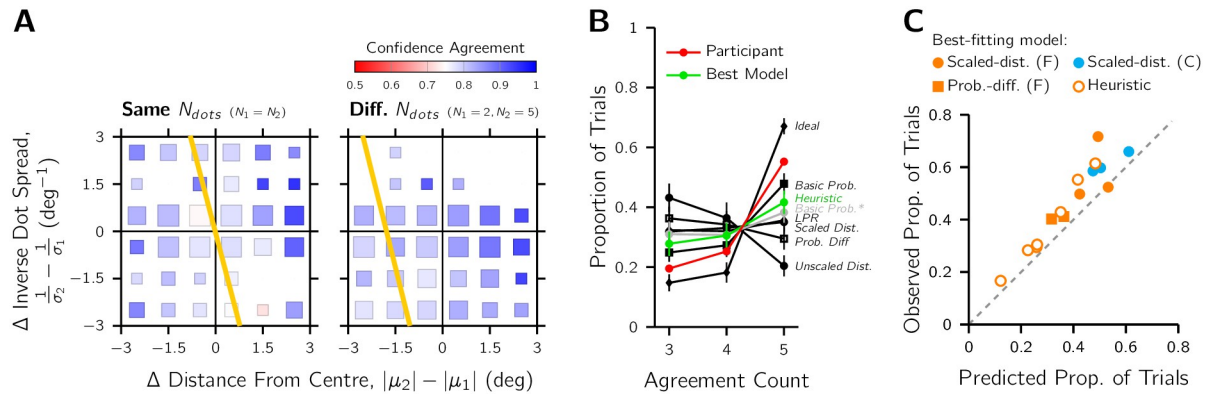 A
Confidence Agreement
0.5 0.6 0.7 0.8 0.9 1
Same N_dots (N₁ = N₂)
Diff. N_dots (N₁ = 2, N₂ = 5)
Δ Inverse Dot Spread,
1/σ₂ − 1/σ₁ (deg⁻¹)
3
1.5
0
−1.5
−3
−3 −1.5 0 1.5 3
−3 −1.5 0 1.5 3
Δ Distance From Centre, |μ₂| − |μ₁| (deg)
B
Participant
Best Model
Proportion of Trials
1
0.8
0.6
0.4
0.2
0
Ideal
Basic Prob.
Heuristic
Basic Prob.*
LPR
Scaled Dist.
Prob. Diff
Unscaled Dist.
3 4 5
Agreement Count
C
Best-fitting model:
Scaled-dist. (F)
Scaled-dist. (C)
Prob.-diff. (F)
Heuristic
Observed Prop. of Trials
0.8
0.6
0.4
0.2
0
0 0.2 0.4 0.6 0.8
Predicted Prop. of Trials